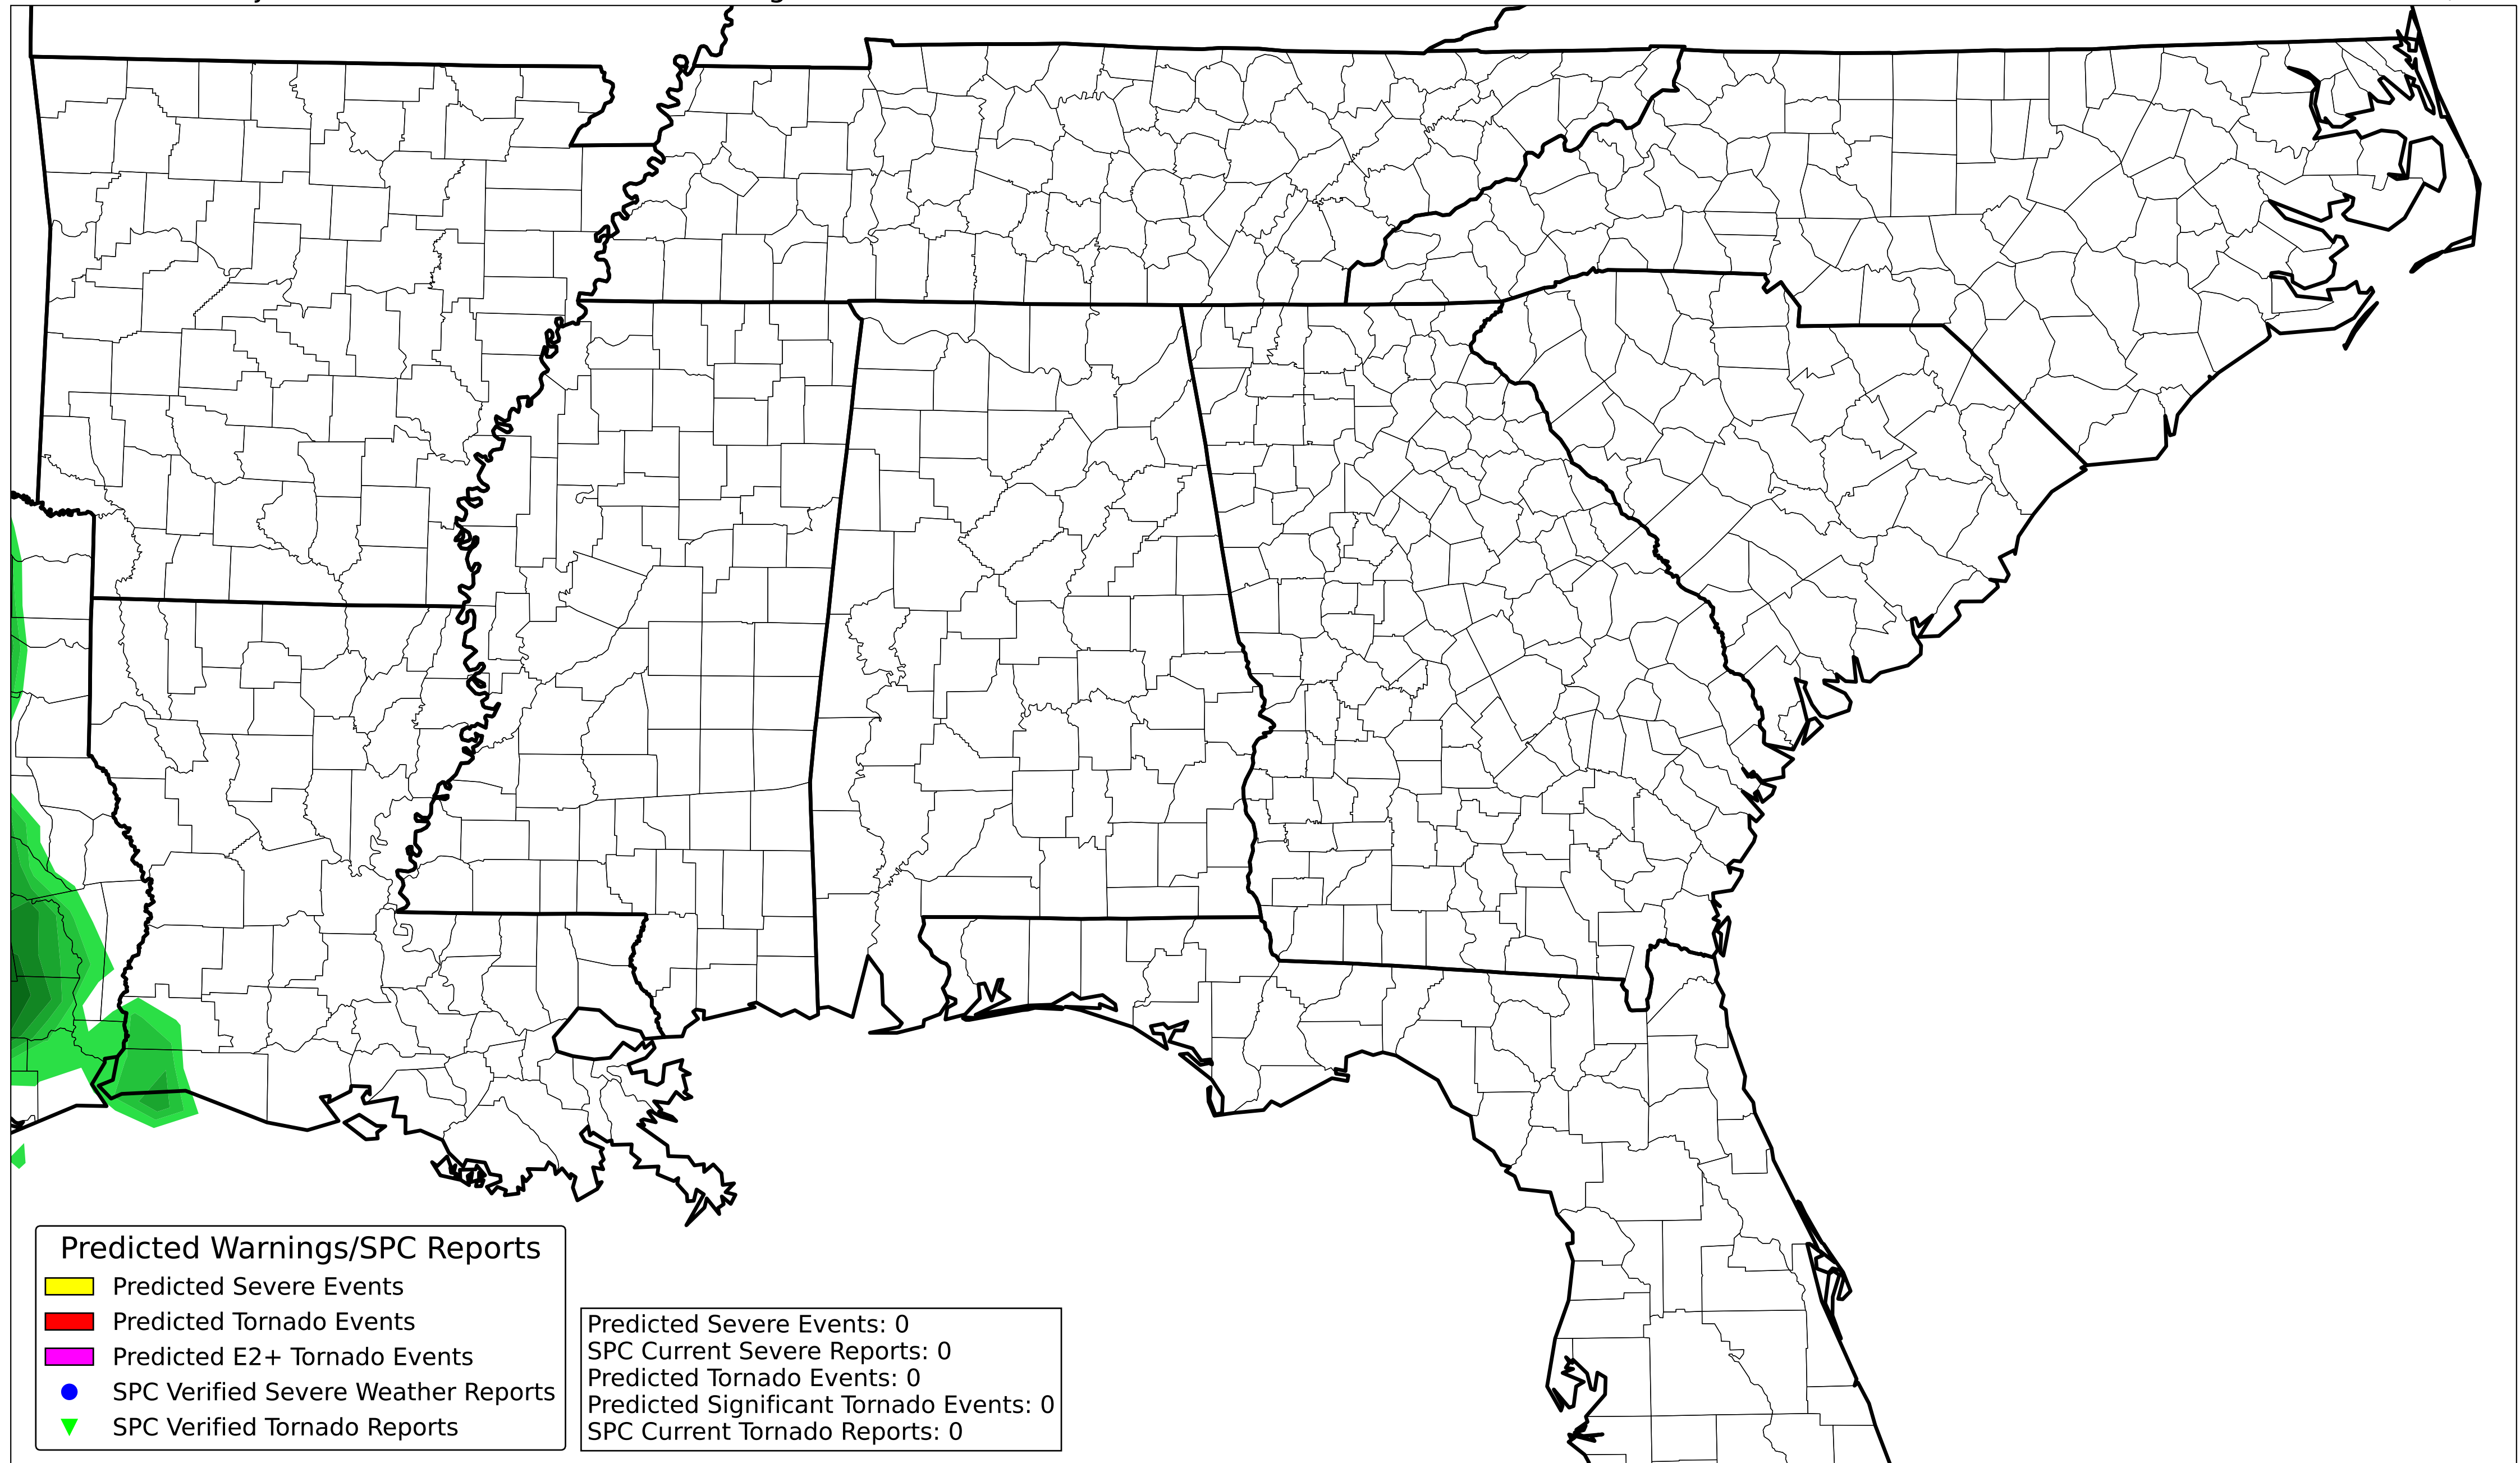 Predicted Warnings/SPC Reports
Predicted Severe Events
Predicted Tornado Events
Predicted E2+ Tornado Events
SPC Verified Severe Weather Reports
SPC Verified Tornado Reports
Predicted Severe Events: 0
SPC Current Severe Reports: 0
Predicted Tornado Events: 0
Predicted Significant Tornado Events: 0
SPC Current Tornado Reports: 0